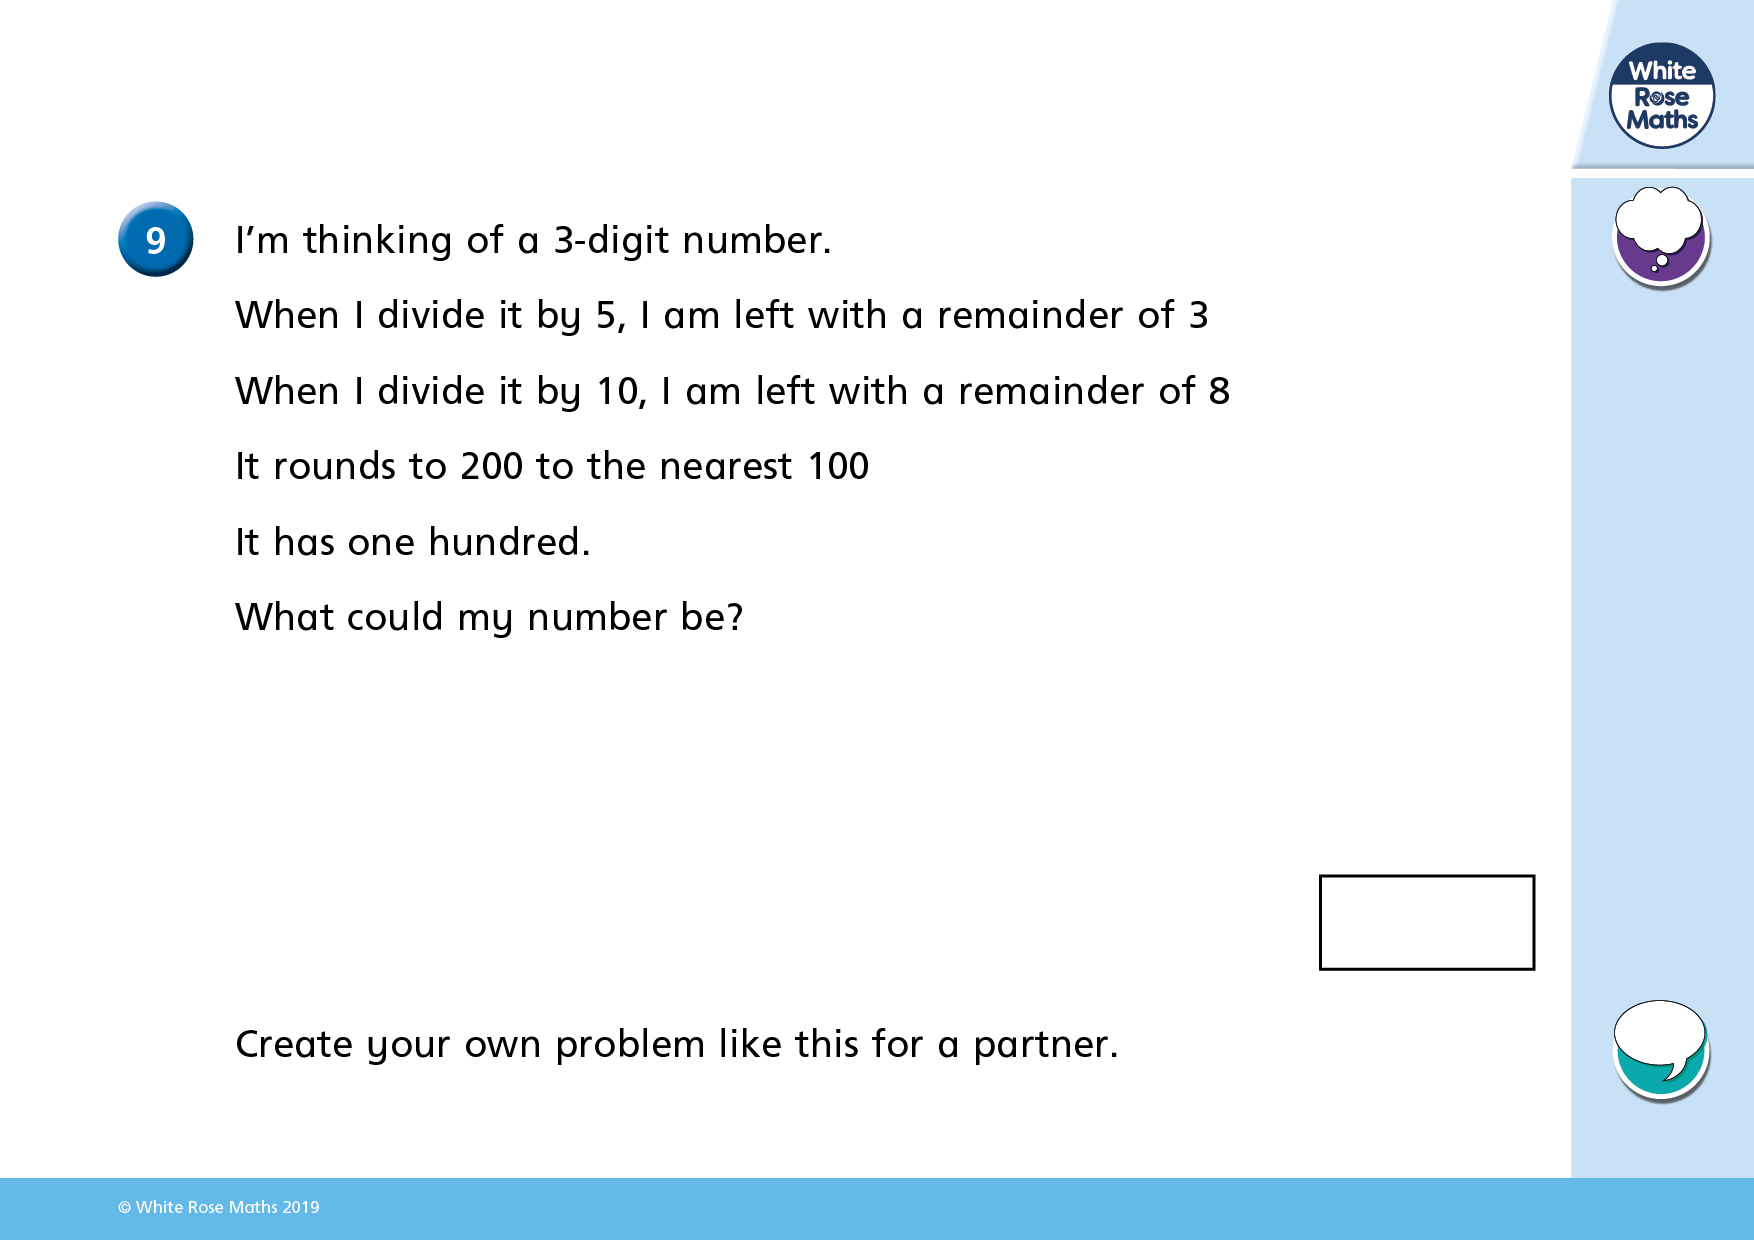 White
Rose
Maths
9 I’m thinking of a 3-digit number.
When I divide it by 5, I am left with a remainder of 3
When I divide it by 10, I am left with a remainder of 8
It rounds to 200 to the nearest 100
It has one hundred.
What could my number be?
Create your own problem like this for a partner.
© White Rose Maths 2019